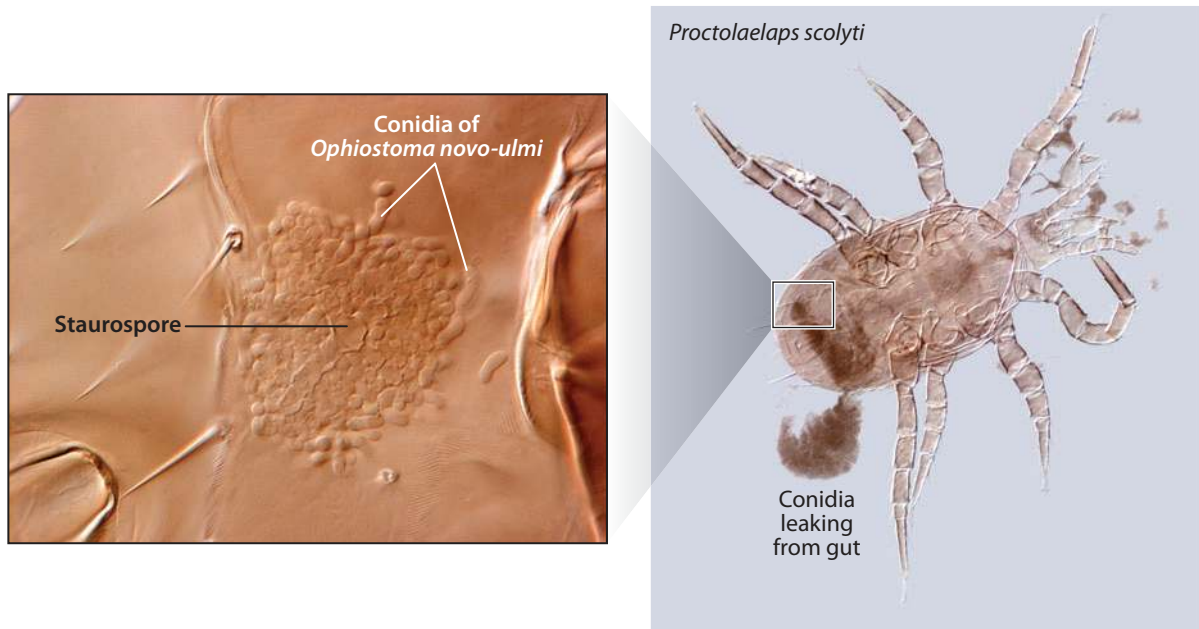 Proctolaelaps scolyti
Conidia of
Ophiostoma novo-ulmi
Staurospore
Conidia
leaking
from gut